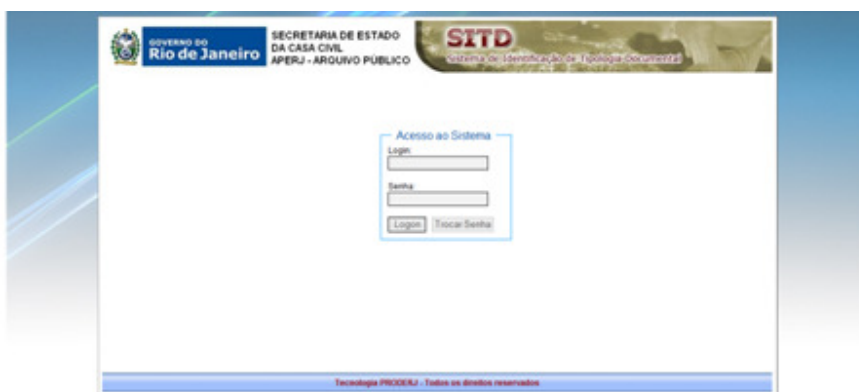 GOVERNO DO
Rio de Janeiro
SECRETARIA DE ESTADO
DA CASA CIVIL
APERJ - ARQUIVO PÚBLICO
SITD
Sistema de Identificação de Tipologia Documental
Acesso ao Sistema
Login:
Senha:
Logon
Trocar Senha
Tecnologia PRODERJ - Todos os direitos reservados